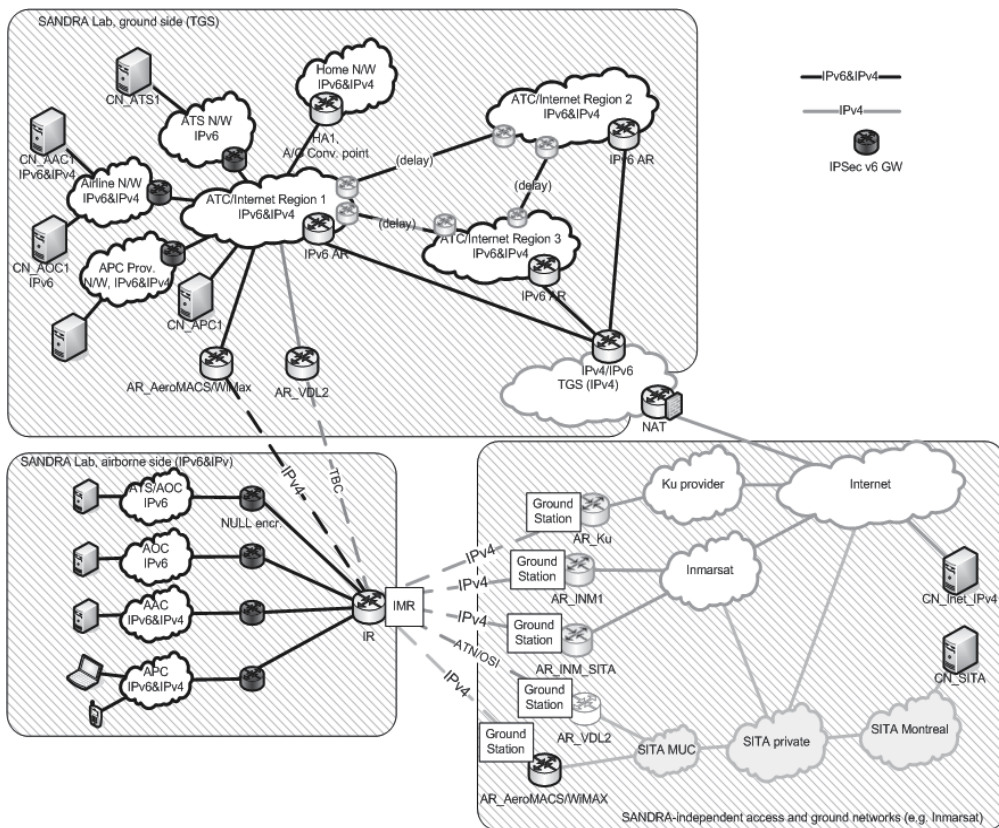 SANDRA Lab, ground side (TGS)
CN_ATS1
ATS N/W
IPv6
Home N/W
IPv6&IPv4
HA1,
A/G Conv. point
ATC/Internet Region 2
IPv6&IPv4
IPv6 AR
IPv6&IPv4
IPv4
IPSec v6 GW
CN_AAC1
IPv6&IPv4
Airline N/W
IPv6&IPv4
(delay)
(delay)
(delay)
ATC/Internet Region 1
IPv6&IPv4
IPv6 AR
ATC/Internet Region 3
IPv6&IPv4
IPv6 AR
CN_AOC1
IPv6
APC Prov.
N/W, IPv6&IPv4
CN_APC1
AR_AeroMACS/WiMax
AR_VDL2
IPv4/IPv6
TGS (IPv4)
NAT
SANDRA Lab, airborne side (IPv6&IPv)
ATS/AOC
IPv6
NULL encr.
AOC
IPv6
AAC
IPv6&IPv4
APC
IPv6&IPv4
IPv4
TBC
IR
IMR
IPv4
IPv4
IPv4
ATN/OSI
IPv4
Ground
Station
AR_Ku
Ku provider
Internet
Ground
Station
AR_INM1
Inmarsat
CN_Inet_IPv4
Ground
Station
AR_INM_SITA
CN_SITA
Ground
Station
AR_VDL2
Ground
Station
AR_AeroMACS/WiMAX
SITA MUC
SITA private
SITA Montreal
SANDRA-independent access and ground networks (e.g. Inmarsat)